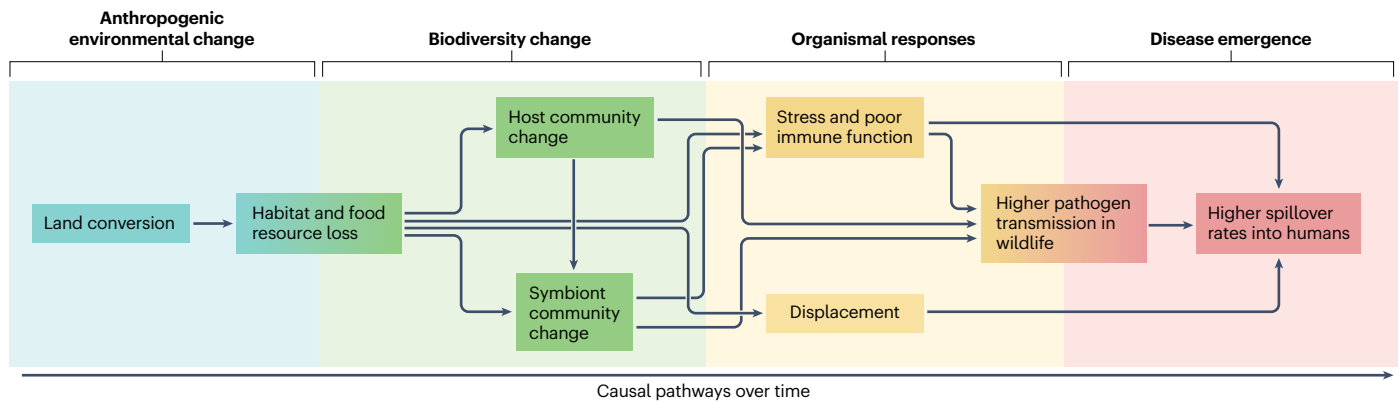 Anthropogenic
environmental change
Biodiversity change
Organismal responses
Disease emergence
Land conversion
Habitat and food
resource loss
Host community
change
Symbiont
community
change
Stress and poor
immune function
Displacement
Higher pathogen
transmission in
wildlife
Higher spillover
rates into humans
Causal pathways over time